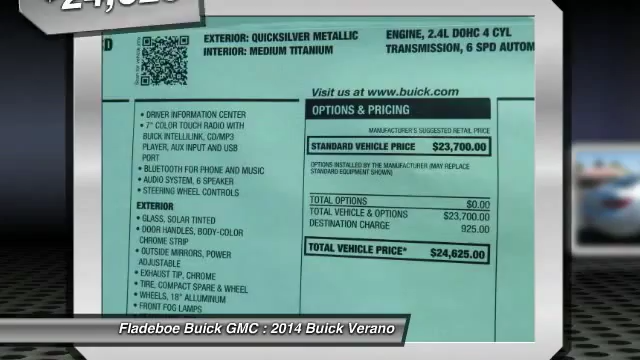 EXTERIOR: QUICKSILVER METALLIC
INTERIOR: MEDIUM TITANIUM
ENGINE, 2.4L DOHC 4 CYL
TRANSMISSION, 6 SPD AUTOM
Visit us at www.buick.com
• DRIVER INFORMATION CENTER
• 7" COLOR TOUCH RADIO WITH
BUICK INTELLILINK, CD/MP3
PLAYER, AUX INPUT AND USB
PORT
• BLUETOOTH FOR PHONE AND MUSIC
• AUDIO SYSTEM, 6 SPEAKER
• STEERING WHEEL CONTROLS
EXTERIOR
• GLASS, SOLAR TINTED
• DOOR HANDLES, BODY-COLOR
CHROME STRIP
• OUTSIDE MIRRORS, POWER
ADJUSTABLE
• EXHAUST TIP, CHROME
• TIRE, COMPACT SPARE & WHEEL
• WHEELS, 18" ALLUMINUM
• FRONT FOG LAMPS
OPTIONS & PRICING
MANUFACTURER'S SUGGESTED RETAIL PRICE
STANDARD VEHICLE PRICE $23,700.00
OPTIONS INSTALLED BY THE MANUFACTURER (MAY REPLACE
STANDARD EQUIPMENT SHOWN)
TOTAL OPTIONS $0.00
TOTAL VEHICLE & OPTIONS $23,700.00
DESTINATION CHARGE 925.00
TOTAL VEHICLE PRICE* $24,625.00
Fladeboe Buick GMC : 2014 Buick Verano